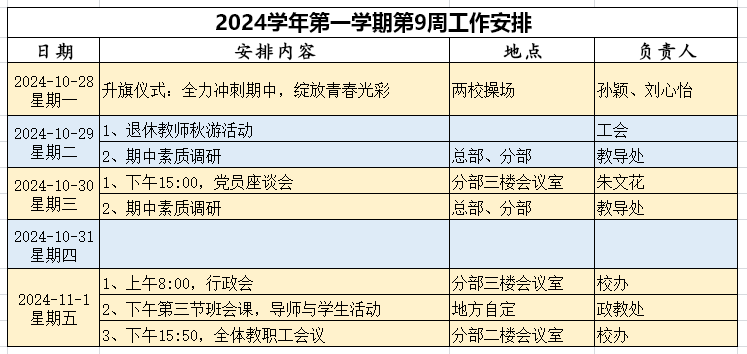 2024学年第一学期第9周工作安排
日期 安排内容 地点 负责人
2024-10-28 星期一 升旗仪式：全力冲刺期中，绽放青春光彩 两校操场 孙颖、刘心怡
2024-10-29 星期二 1、退休教师秋游活动 工会
2、期中素质调研 总部、分部 教导处
2024-10-30 星期三 1、下午15:00，党员座谈会 分部三楼会议室 朱文花
2、期中素质调研 总部、分部 教导处
2024-10-31 星期四
2024-11-1 星期五 1、上午8:00，行政会 分部三楼会议室 校办
2、下午第三节班会课，导师与学生活动 地方自定 政教处
3、下午15:50，全体教职工会议 分部二楼会议室 校办